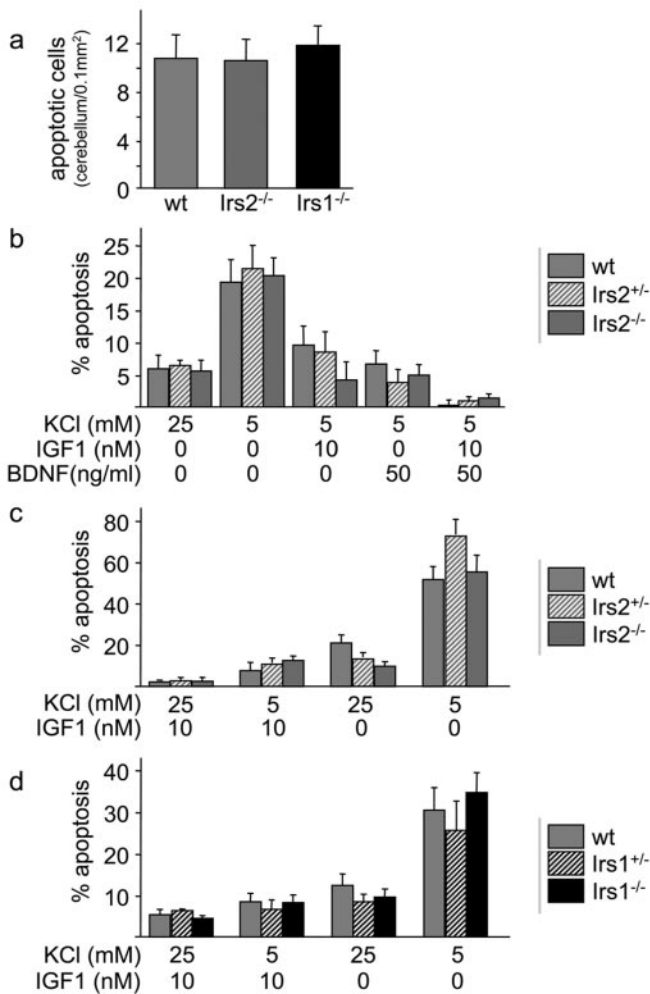 a
apoptotic cells
(cerebellum/0.1mm²)
12
8
4
0
wt Irs2-/- Irs1-/-
b
% apoptosis
25
20
15
10
5
wt
Irs2+/-
Irs2-/-
KCl (mM) 25 5 5 5 5
IGF1 (nM) 0 0 10 0 10
BDNF(ng/ml) 0 0 0 50 50
c
% apoptosis
80
60
40
20
wt
Irs2+/-
Irs2-/-
KCl (mM) 25 5 25 5
IGF1 (nM) 10 10 0 0
d
% apoptosis
40
30
20
10
wt
Irs1+/-
Irs1-/-
KCl (mM) 25 5 25 5
IGF1 (nM) 10 10 0 0